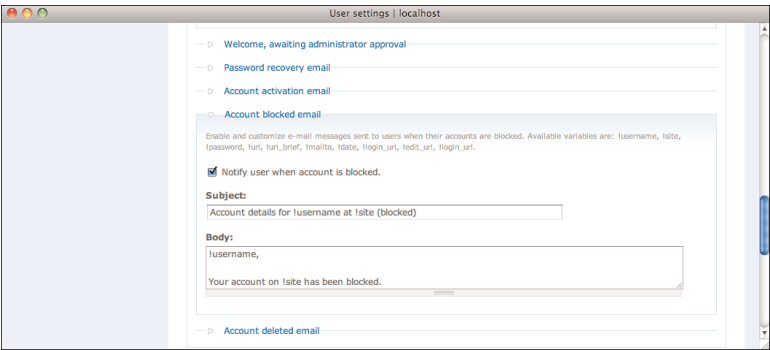 User settings | localhost
Welcome, awaiting administrator approval
Password recovery email
Account activation email
Account blocked email
Enable and customize e-mail messages sent to users when their accounts are blocked. Available variables are: !username, !site,
!password, !uri, !uri_brief, !mailto, !date, !login_uri, !edit_uri, !login_url.
Notify user when account is blocked.
Subject:
Account details for !username at !site (blocked)
Body:
!username,
Your account on !site has been blocked.
Account deleted email